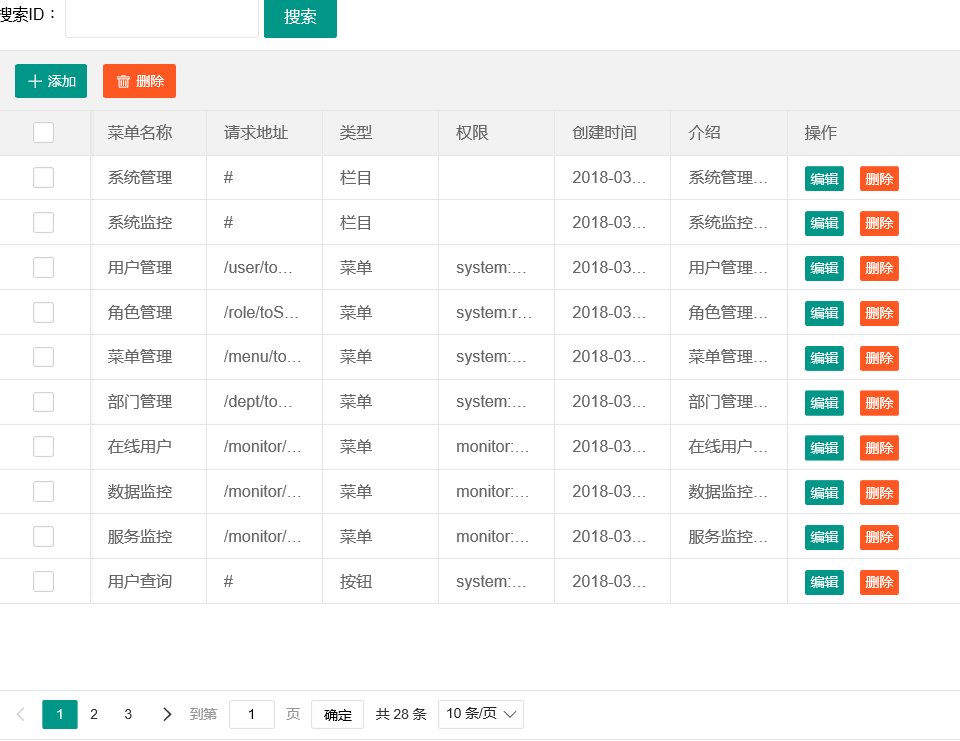 搜索ID： 搜索
添加 删除
菜单名称 请求地址 类型 权限 创建时间 介绍 操作
系统管理 # 栏目 2018-03... 系统管理... 编辑 删除
系统监控 # 栏目 2018-03... 系统监控... 编辑 删除
用户管理 /user/to... 菜单 system:... 2018-03... 用户管理... 编辑 删除
角色管理 /role/toS... 菜单 system:r... 2018-03... 角色管理... 编辑 删除
菜单管理 /menu/to... 菜单 system:... 2018-03... 菜单管理... 编辑 删除
部门管理 /dept/to... 菜单 system:... 2018-03... 部门管理... 编辑 删除
在线用户 /monitor/... 菜单 monitor:... 2018-03... 在线用户... 编辑 删除
数据监控 /monitor/... 菜单 monitor:... 2018-03... 数据监控... 编辑 删除
服务监控 /monitor/... 菜单 monitor:... 2018-03... 服务监控... 编辑 删除
用户查询 # 按钮 system:... 2018-03... 编辑 删除
1 2 3 到第 1 页 确定 共 28 条 10 条/页